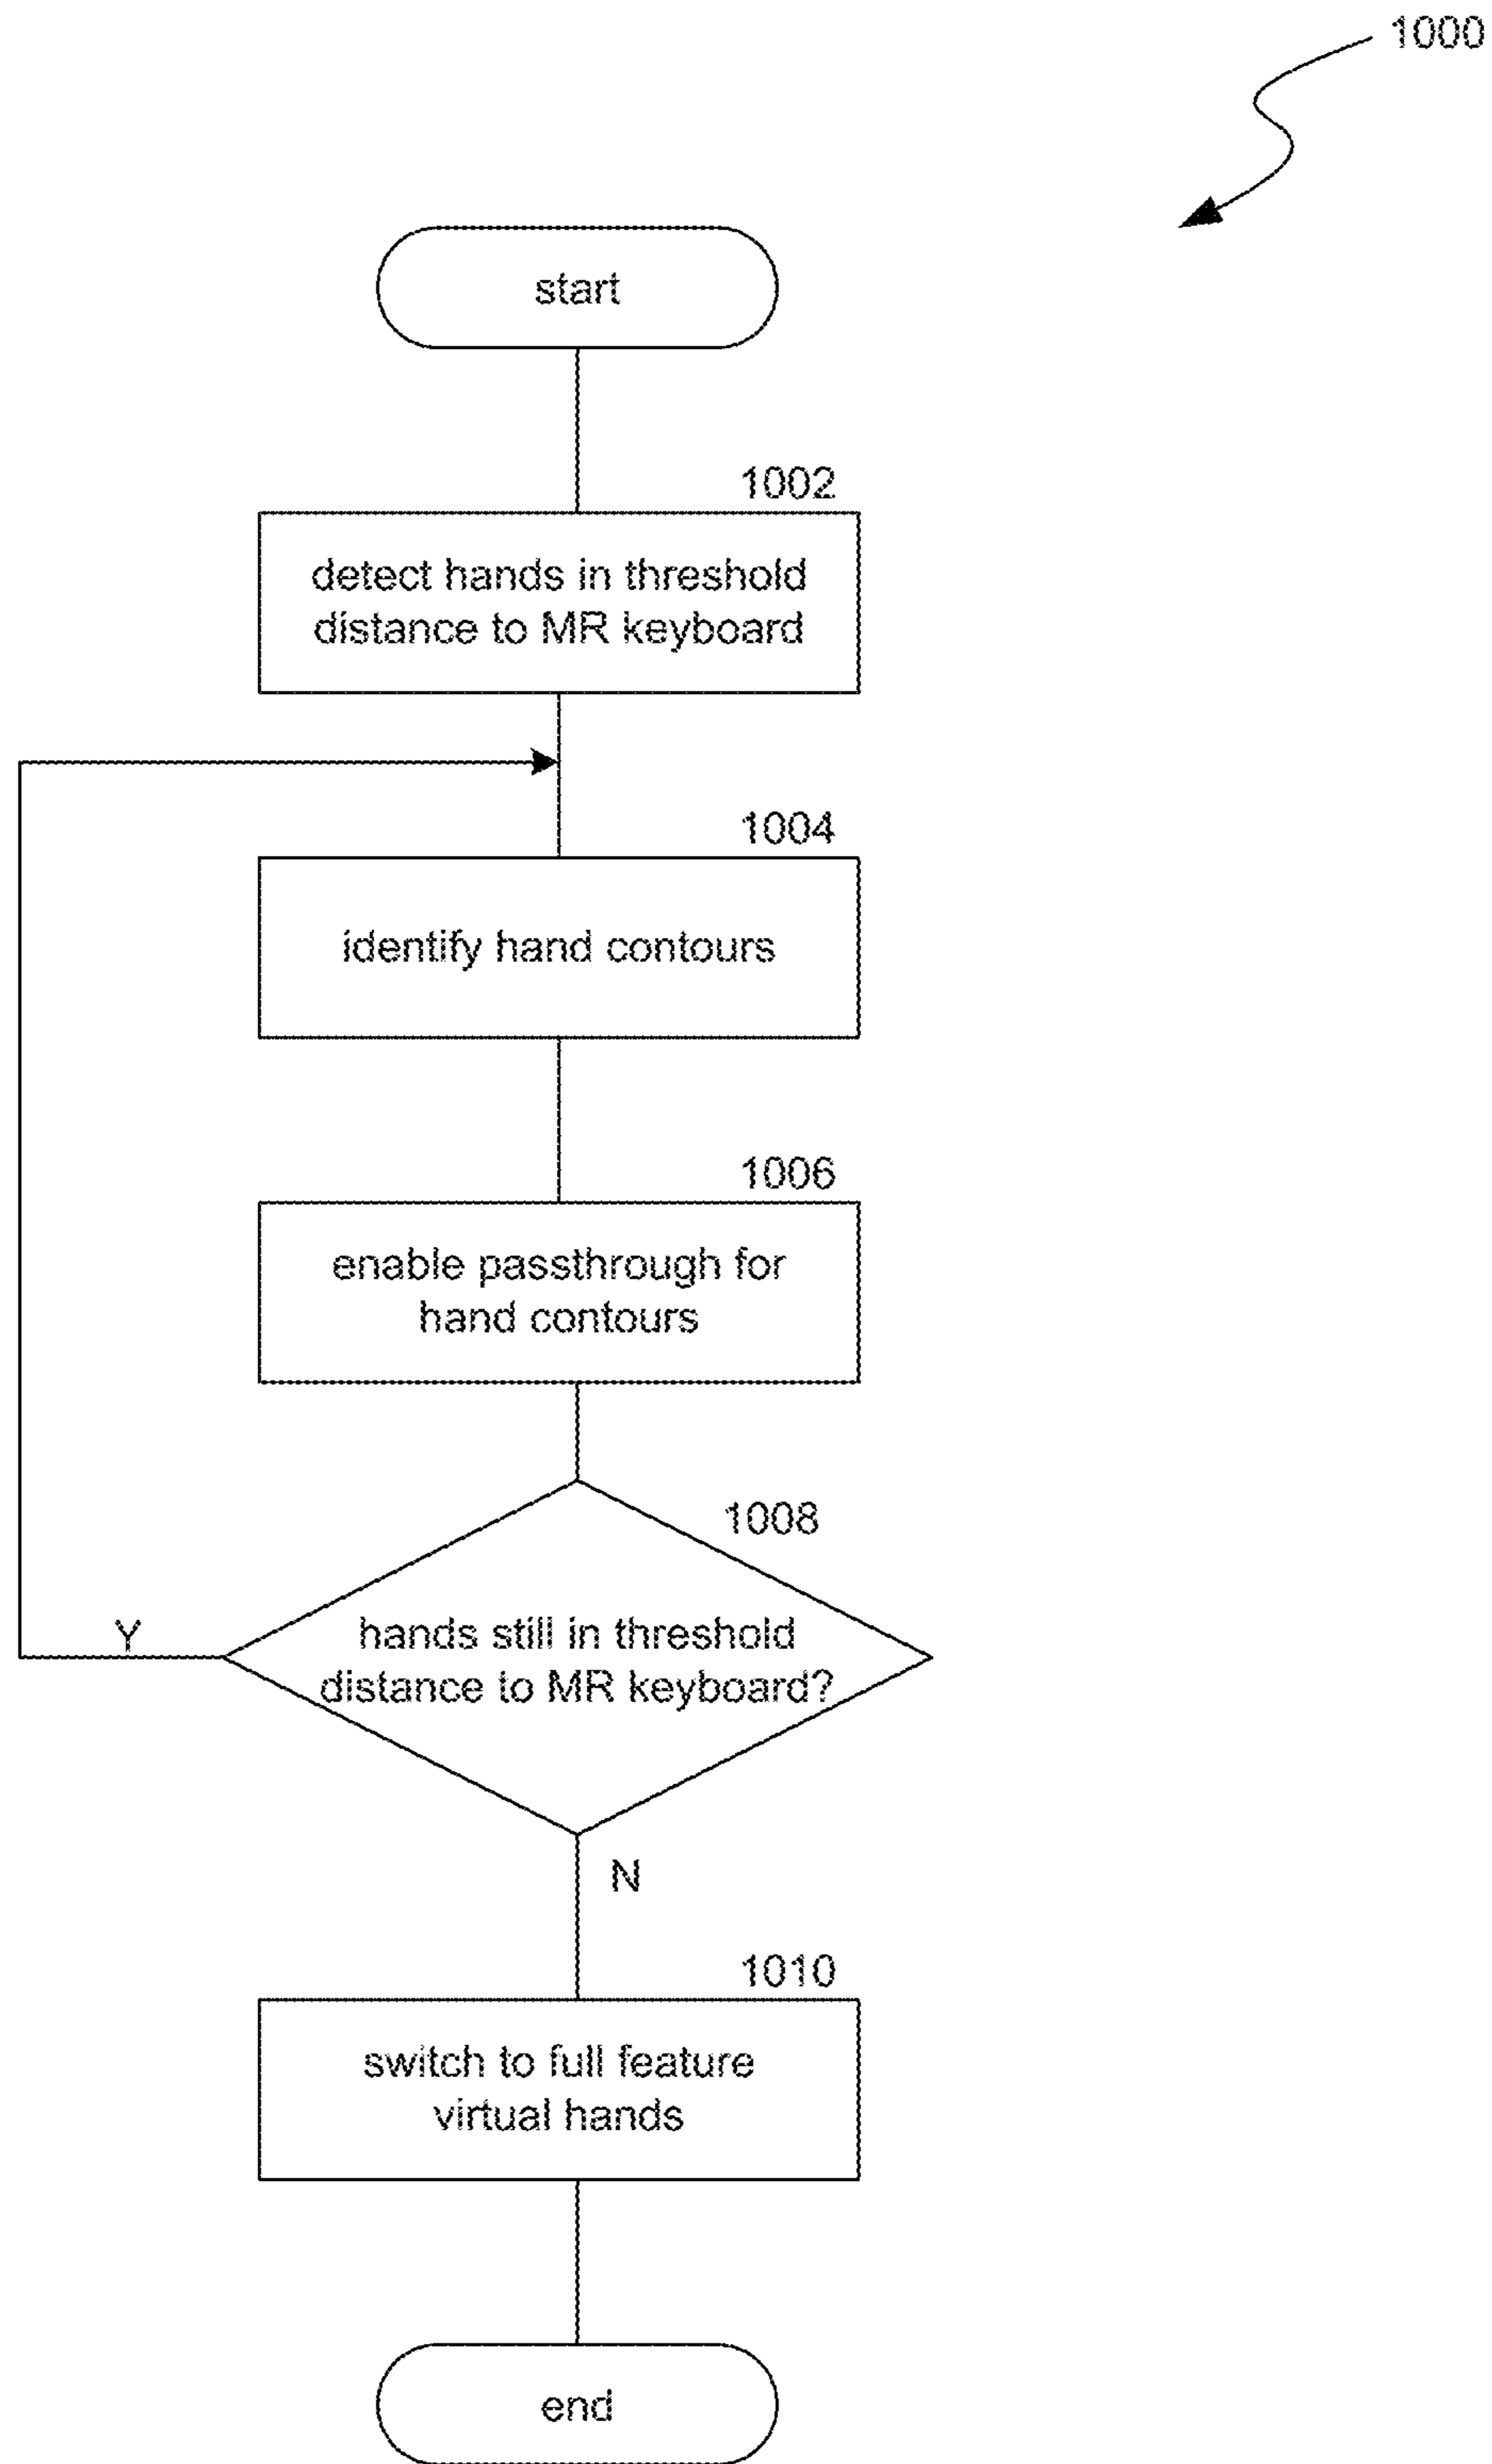 1000
start
1002
detect hands in threshold
distance to MR keyboard
1004
identify hand contours
1006
enable passthrough for
hand contours
1008
hands still in threshold
distance to MR keyboard?
Y
N
1010
switch to full feature
virtual hands
end